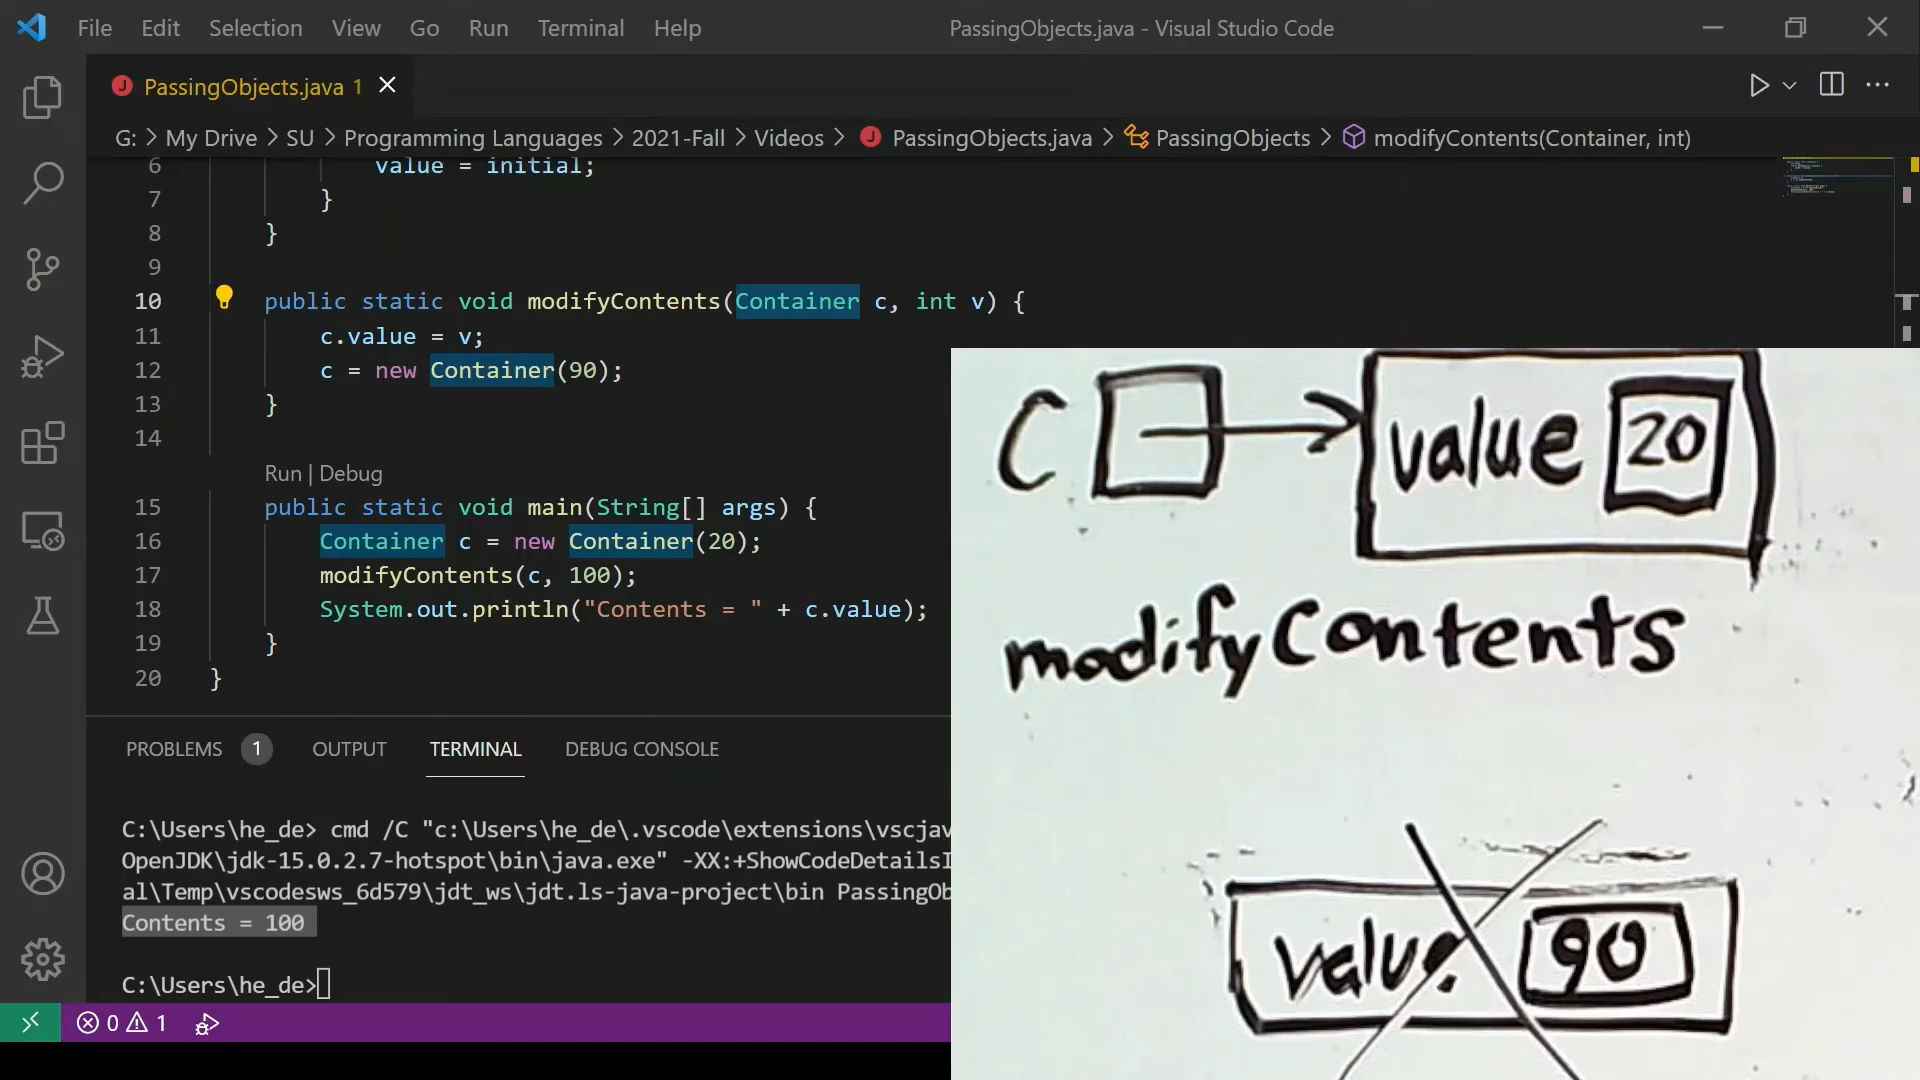 File Edit Selection View Go Run Terminal Help PassingObjects.java - Visual Studio Code
PassingObjects.java 1
G: > My Drive > SU > Programming Languages > 2021-Fall > Videos > PassingObjects.java > PassingObjects > modifyContents(Container, int)
6 value = initial;
7 }
8 }
9
10 public static void modifyContents(Container c, int v) {
11 c.value = v;
12 c = new Container(90);
13 }
14
Run | Debug
15 public static void main(String[] args) {
16 Container c = new Container(20);
17 modifyContents(c, 100);
18 System.out.println("Contents = " + c.value);
19 }
20 }
PROBLEMS 1 OUTPUT TERMINAL DEBUG CONSOLE
C:\Users\he_de> cmd /C "c:\Users\he_de\.vscode\extensions\vscjav
OpenJDK\jdk-15.0.2.7-hotspot\bin\java.exe" -XX:+ShowCodeDetailsI
al\Temp\vscodesws_6d579\jdt_ws\jdt.ls-java-project\bin PassingOb
Contents = 100
C:\Users\he_de>
0 1
C value 20
modifyContents
value 90